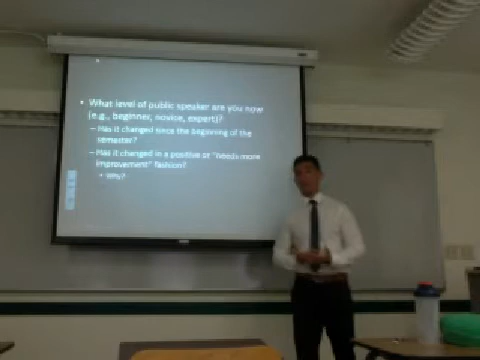 • What level of public speaker are you now
(e.g., beginner, novice, expert)?
– Has it changed since the beginning of the
semester?
– Has it changed in a positive or "needs more
improvement" fashion?
• Why?